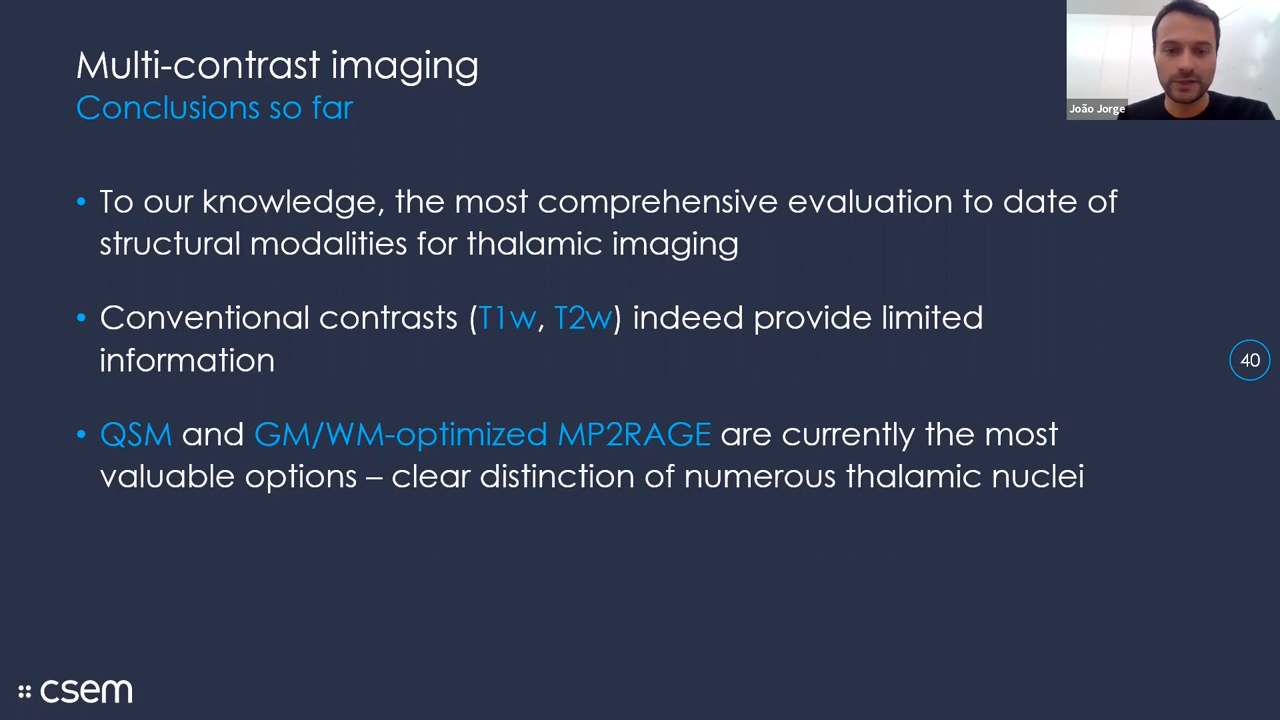 Multi-contrast imaging
Conclusions so far
João Jorge
• To our knowledge, the most comprehensive evaluation to date of
structural modalities for thalamic imaging
• Conventional contrasts (T1w, T2w) indeed provide limited
information
40
• QSM and GM/WM-optimized MP2RAGE are currently the most
valuable options – clear distinction of numerous thalamic nuclei
csem